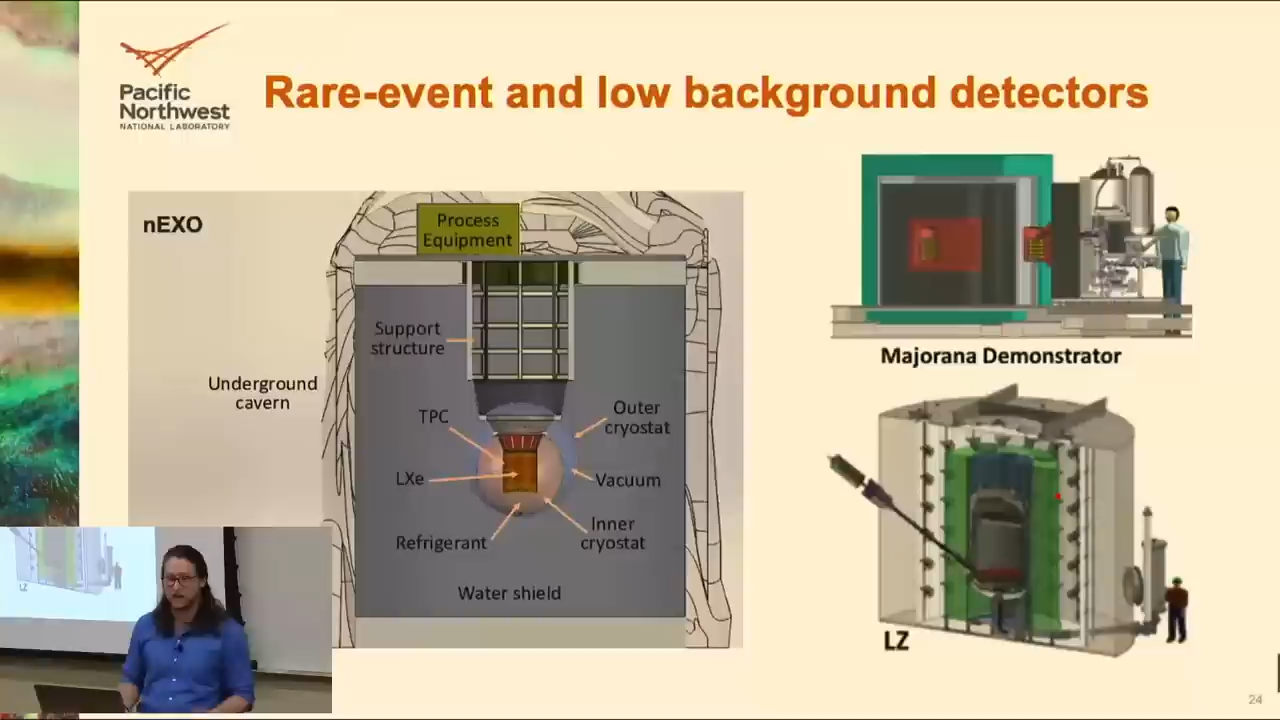 Pacific
Northwest
NATIONAL LABORATORY
Rare-event and low background detectors
nEXO
Process
Equipment
Support
structure
Underground
cavern
TPC
Outer
cryostat
LXe
Vacuum
Refrigerant
Inner
cryostat
Water shield
Majorana Demonstrator
LZ
LZ
24